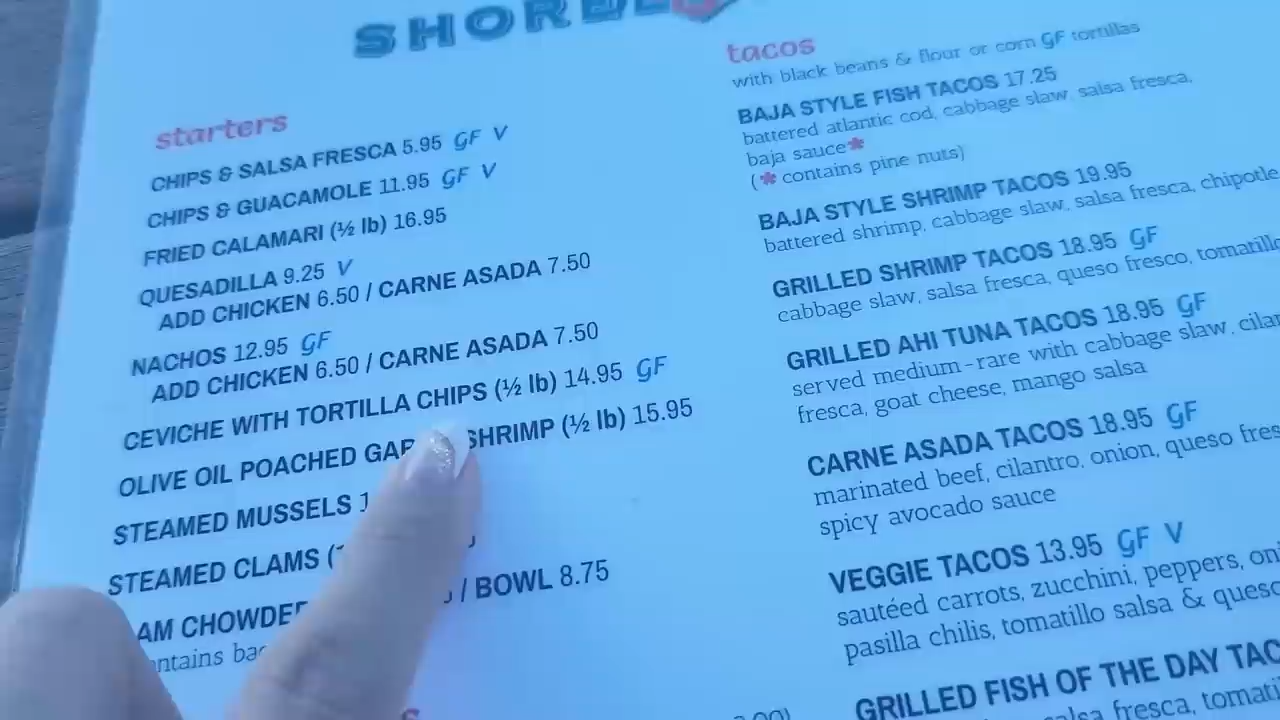 starters
CHIPS & SALSA FRESCA 5.95 GF V
CHIPS & GUACAMOLE 11.95 GF V
FRIED CALAMARI (½ lb) 16.95
QUESADILLA 9.25 V
ADD CHICKEN 6.50 / CARNE ASADA 7.50
NACHOS 12.95 GF
ADD CHICKEN 6.50 / CARNE ASADA 7.50
CEVICHE WITH TORTILLA CHIPS (½ lb) 14.95 GF
OLIVE OIL POACHED SHRIMP (½ lb) 15.95
STEAMED MUSSELS
STEAMED CLAMS
/ BOWL 8.75
tacos
with black beans & flour or corn GF tortillas
BAJA STYLE FISH TACOS 17.25
battered atlantic cod, cabbage slaw, salsa fresca,
baja sauce*
(* contains pine nuts)
BAJA STYLE SHRIMP TACOS 19.95
battered shrimp, cabbage slaw, salsa fresca, chipotle
GRILLED SHRIMP TACOS 18.95 GF
cabbage slaw, salsa fresca, queso fresco, tomatillo
GRILLED AHI TUNA TACOS 18.95 GF
served medium-rare with cabbage slaw,
fresca, goat cheese, mango salsa
CARNE ASADA TACOS 18.95 GF
marinated beef, cilantro, onion, queso
spicy avocado sauce
VEGGIE TACOS 13.95 GF V
sautéed carrots, zucchini, peppers,
pasilla chilis, tomatillo salsa & queso
GRILLED FISH OF THE DAY
salsa fresca,